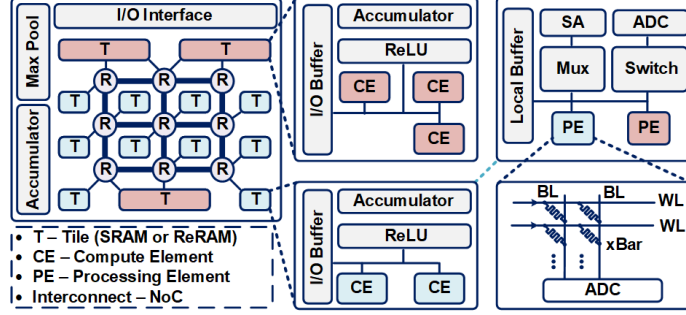 I/O Interface
Max Pool
Accumulator
T
T
R
R
R
T
T
T
T
R
R
R
T
T
T
T
R
R
R
T
T
T
• T – Tile (SRAM or ReRAM)
• CE – Compute Element
• PE – Processing Element
• Interconnect – NoC
I/O Buffer
Accumulator
ReLU
CE
CE
CE
I/O Buffer
Accumulator
ReLU
CE
CE
Local Buffer
SA
ADC
Mux
Switch
PE
PE
BL
BL
WL
WL
xBar
ADC